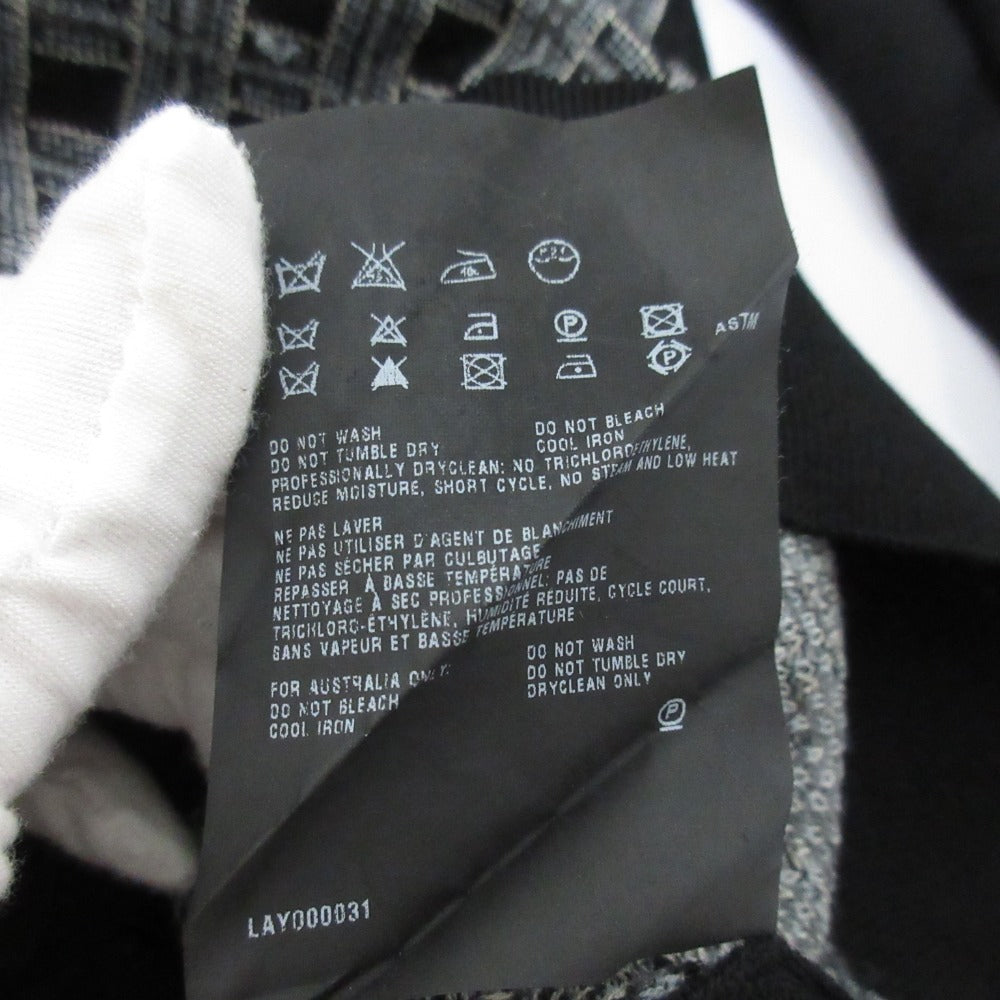 ASTM
DO NOT WASH DO NOT BLEACH
DO NOT TUMBLE DRY COOL IRON
PROFESSIONALLY DRYCLEAN: NO TRICHLOROETHYLENE,
REDUCE MOISTURE, SHORT CYCLE, NO STEAM AND LOW HEAT
NE PAS LAVER
NE PAS UTILISER D'AGENT DE BLANCHIMENT
NE PAS SÉCHER PAR CULBUTAGE
REPASSER À BASSE TEMPÉRATURE
NETTOYAGE À SEC PROFESSIONNEL: PAS DE
TRICHLORO-ÉTHYLÈNE, HUMIDITÉ RÉDUITE, CYCLE COURT,
SANS VAPEUR ET BASSE TEMPÉRATURE
FOR AUSTRALIA ONLY: DO NOT WASH
DO NOT BLEACH DO NOT TUMBLE DRY
COOL IRON DRYCLEAN ONLY
P
LAY000031